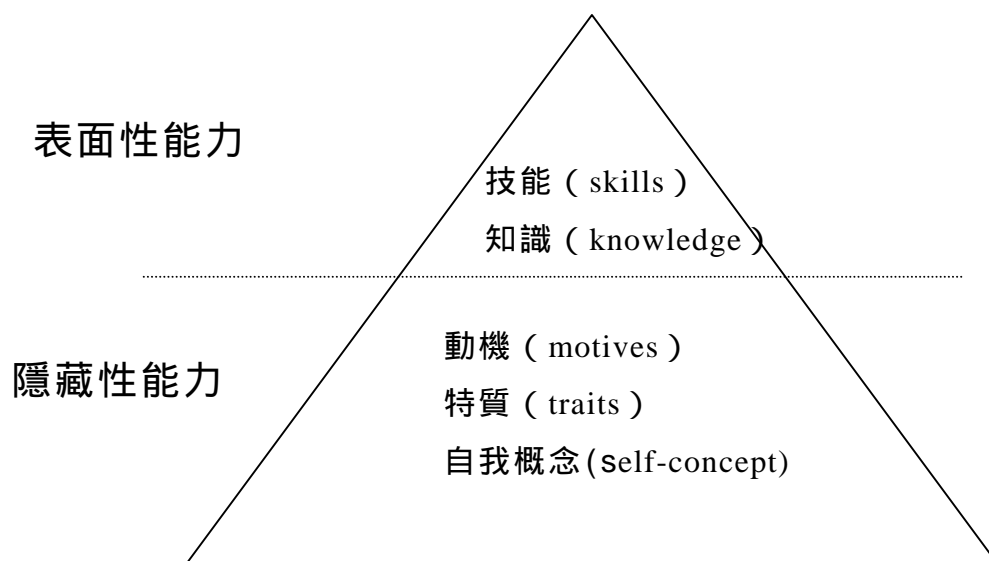 表面性能力
技能（skills）
知識（knowledge）
動機（motives）
隱藏性能力
特質（traits）
自我概念(self-concept)